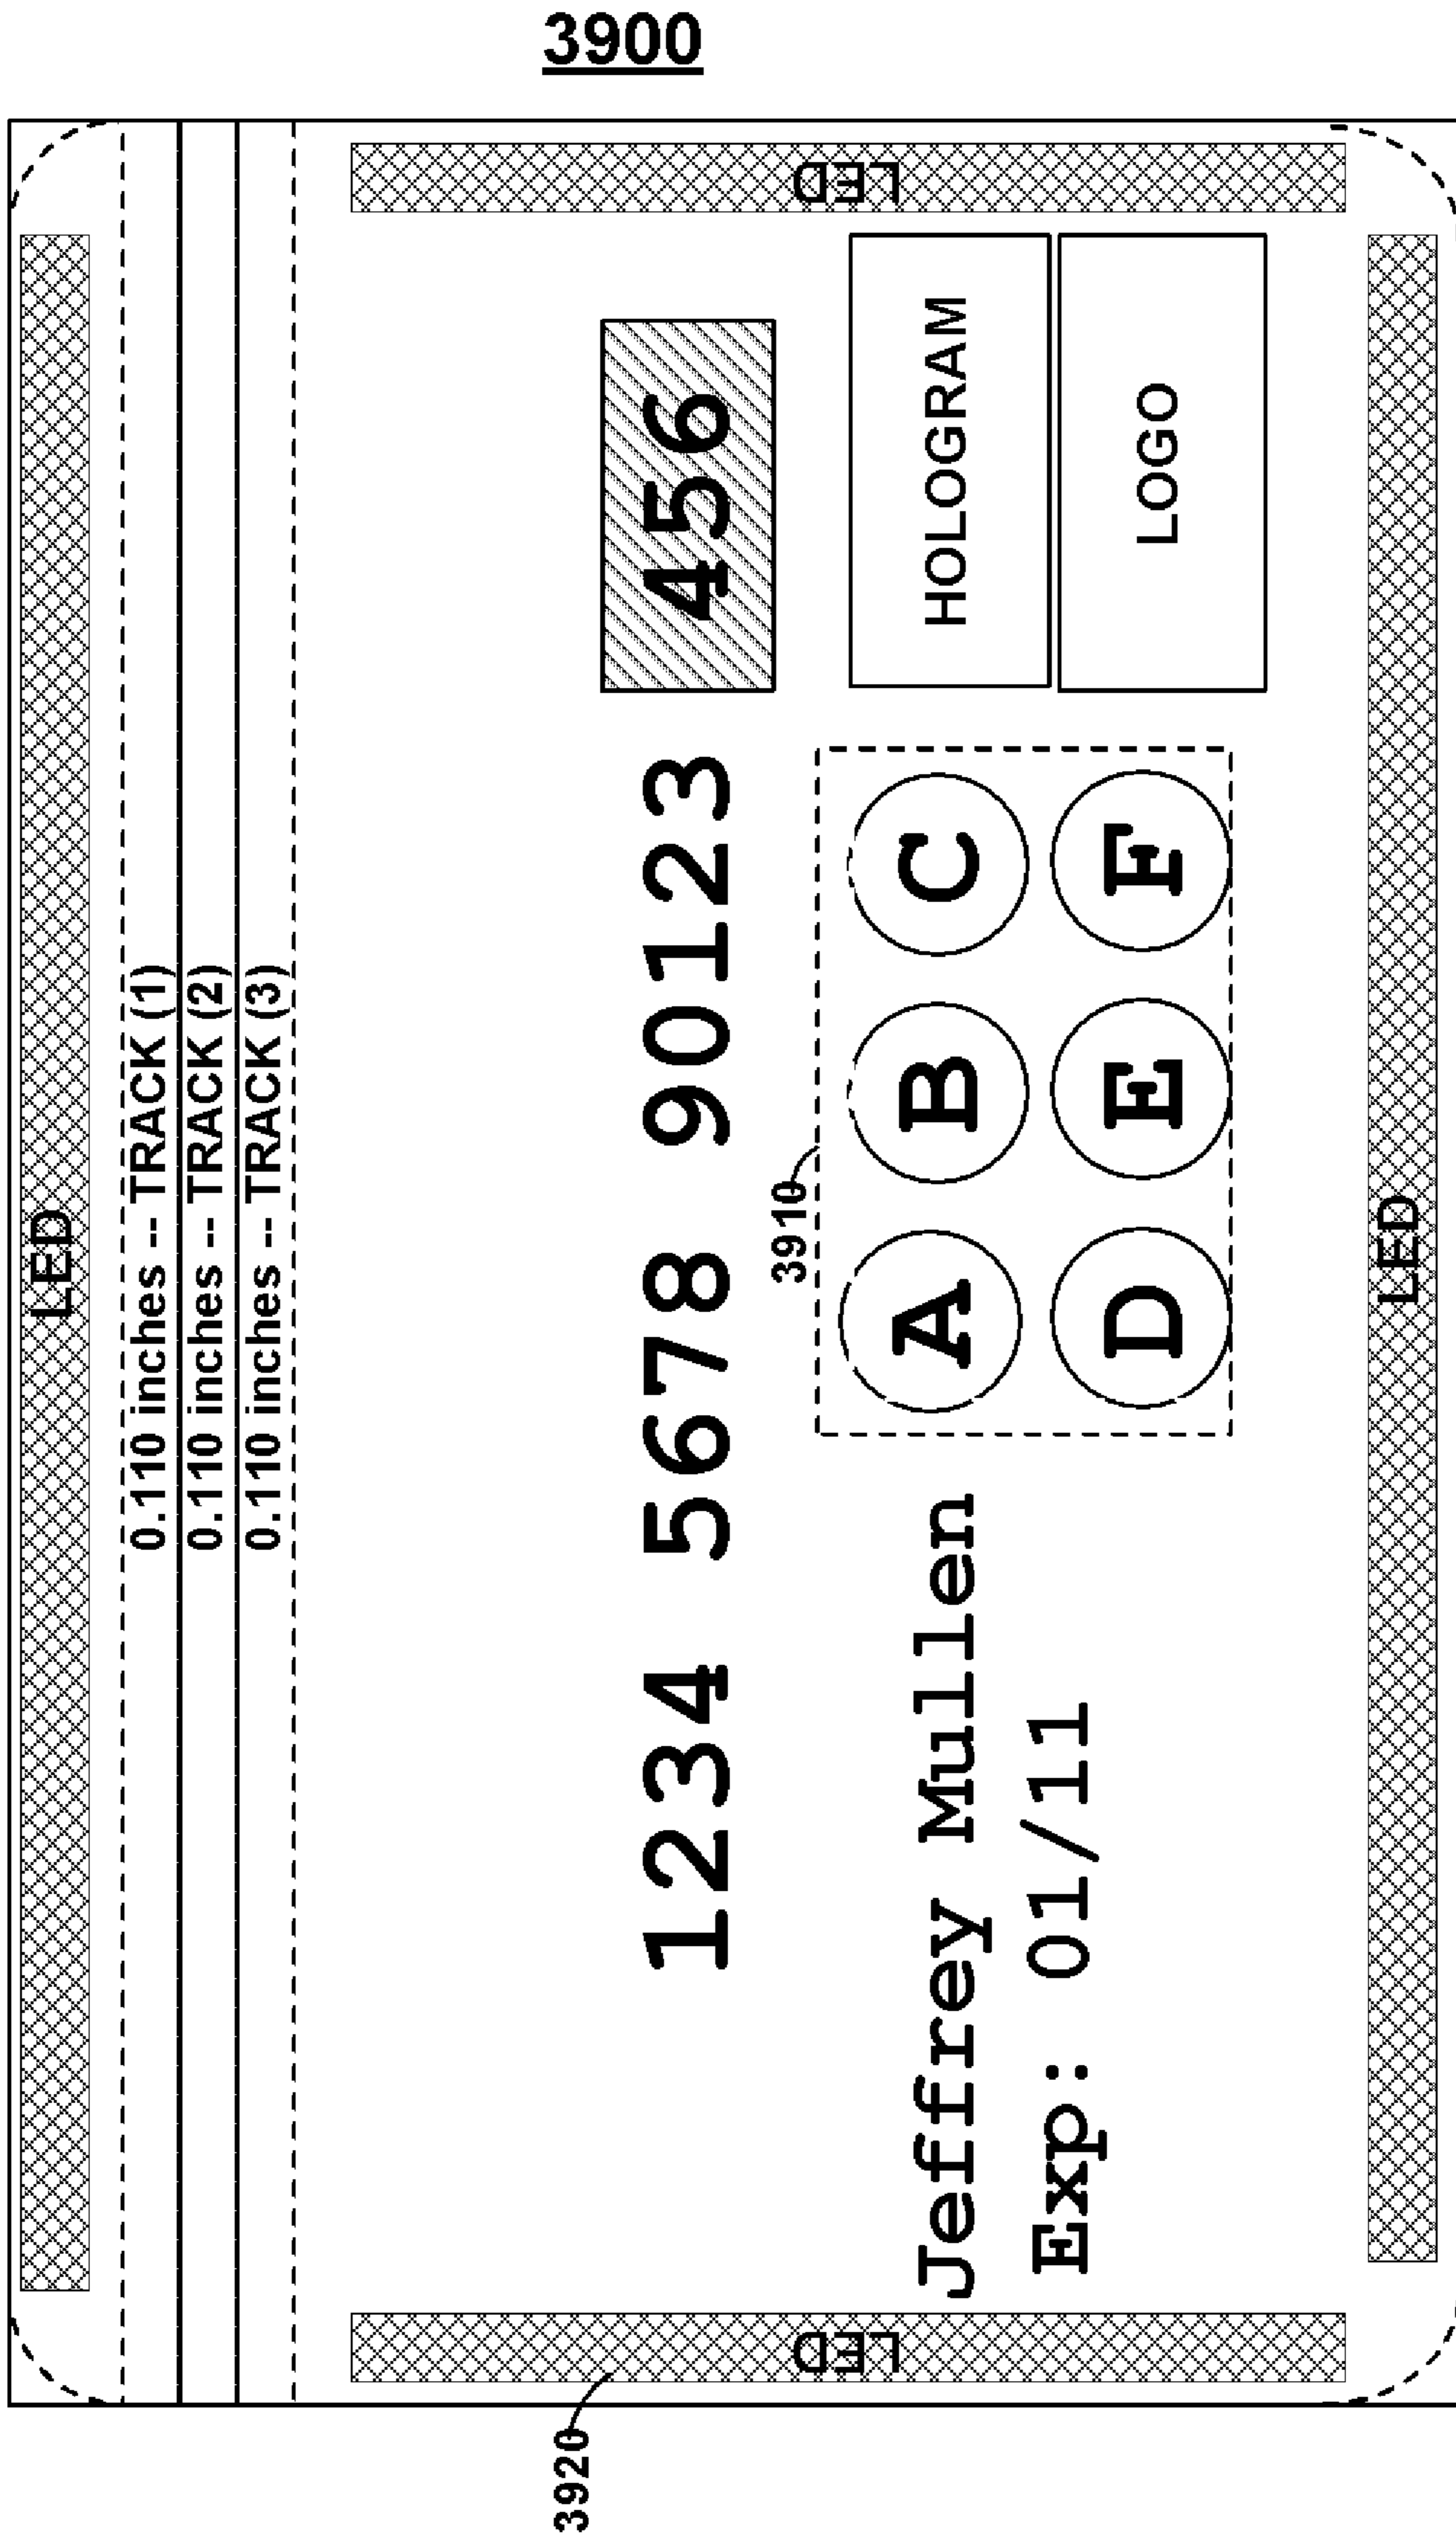 3900
LED
0.110 inches -- TRACK (1)
0.110 inches -- TRACK (2)
0.110 inches -- TRACK (3)
3920
LED
LED
1234 5678 90123 456
3910
A B C
D E F
HOLOGRAM
LOGO
Jeffrey Mullen
Exp: 01/11
LED